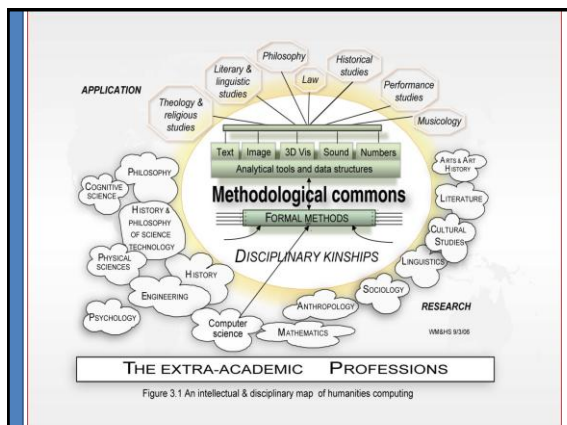 Philosophy
Historical
studies
Literary &
linguistic
studies
Law
Performance
studies
APPLICATION
Theology &
religious
studies
Musicology
Text
Image
3D Vis
Sound
Numbers
Analytical tools and data structures
ARTS & ART
HISTORY
PHILOSOPHY
COGNITIVE
SCIENCE
Methodological commons
LITERATURE
HISTORY &
PHILOSOPHY
OF SCIENCE
TECHNOLOGY
FORMAL METHODS
CULTURAL
STUDIES
PHYSICAL
SCIENCES
DISCIPLINARY KINSHIPS
LINGUISTICS
HISTORY
SOCIOLOGY
ENGINEERING
ANTHROPOLOGY
RESEARCH
PSYCHOLOGY
Computer
science
MATHEMATICS
WM&HS 9/3/06
THE EXTRA-ACADEMIC PROFESSIONS
Figure 3.1 An intellectual & disciplinary map of humanities computing